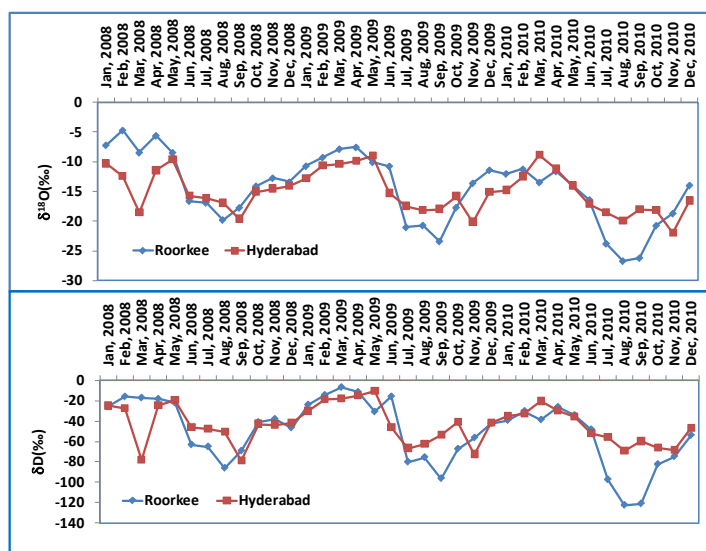 Jan, 2008
Feb, 2008
Mar, 2008
Apr, 2008
May, 2008
Jun, 2008
Jul, 2008
Aug, 2008
Sep, 2008
Oct, 2008
Nov, 2008
Dec, 2008
Jan, 2009
Feb, 2009
Mar, 2009
Apr, 2009
May, 2009
Jun, 2009
Jul, 2009
Aug, 2009
Sep, 2009
Oct, 2009
Nov, 2009
Dec, 2009
Jan, 2010
Feb, 2010
Mar, 2010
Apr, 2010
May, 2010
Jun, 2010
Jul, 2010
Aug, 2010
Sep, 2010
Oct, 2010
Nov, 2010
Dec, 2010
0
-5
-10
-15
-20
-25
-30
δ¹⁸O(‰)
Roorkee
Hyderabad
Jan, 2008
Feb, 2008
Mar, 2008
Apr, 2008
May, 2008
Jun, 2008
Jul, 2008
Aug, 2008
Sep, 2008
Oct, 2008
Nov, 2008
Dec, 2008
Jan, 2009
Feb, 2009
Mar, 2009
Apr, 2009
May, 2009
Jun, 2009
Jul, 2009
Aug, 2009
Sep, 2009
Oct, 2009
Nov, 2009
Dec, 2009
Jan, 2010
Feb, 2010
Mar, 2010
Apr, 2010
May, 2010
Jun, 2010
Jul, 2010
Aug, 2010
Sep, 2010
Oct, 2010
Nov, 2010
Dec, 2010
0
-20
-40
-60
-80
-100
-120
-140
δD(‰)
Roorkee
Hyderabad